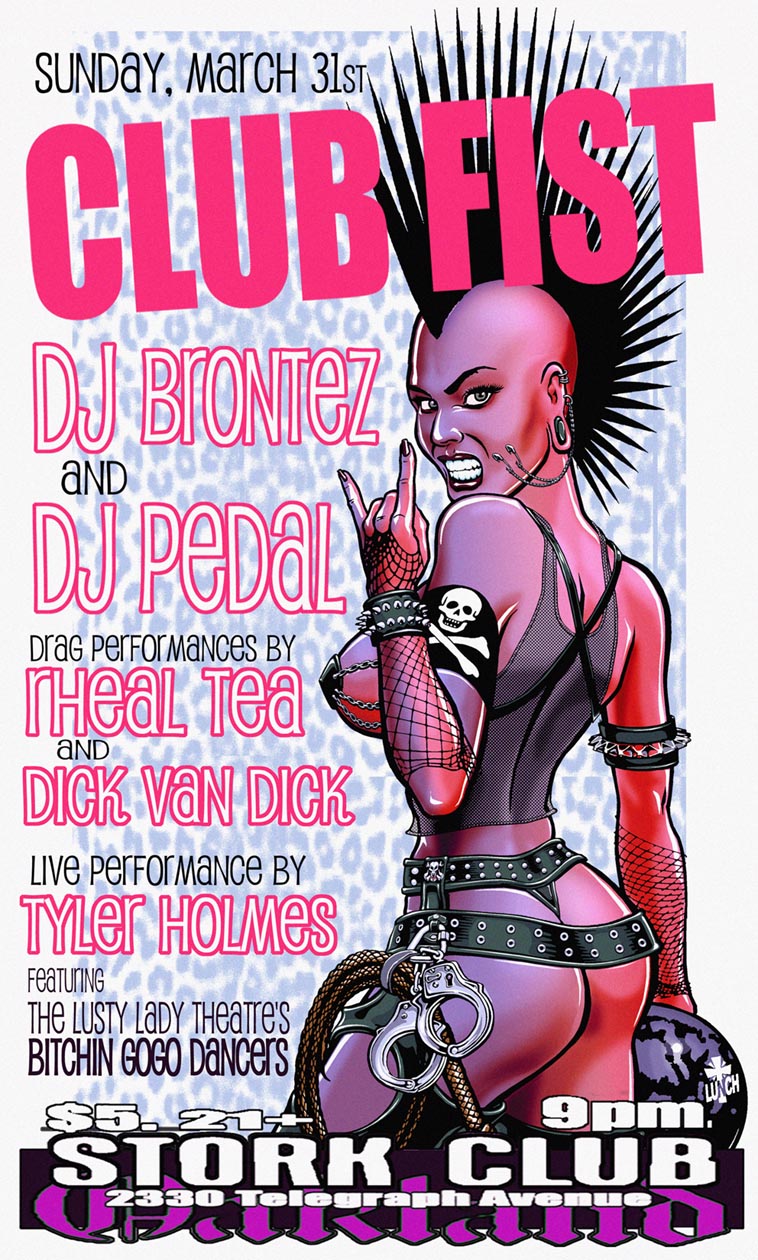 SUNDAY, MARCH 31ST
CLUB FIST
DJ BRONTEZ
AND
DJ PEDAL
DRAG PERFORMANCES BY
RHEAL TEA
AND
DICK VAN DICK
LIVE PERFORMANCE BY
TYLER HOLMES
FEATURING
THE LUSTY LADY THEATRE'S
BITCHIN GOGO DANCERS
LUNCH
$5. 21+ 9pm.
STORK CLUB
2330 Telegraph Avenue
Oakland